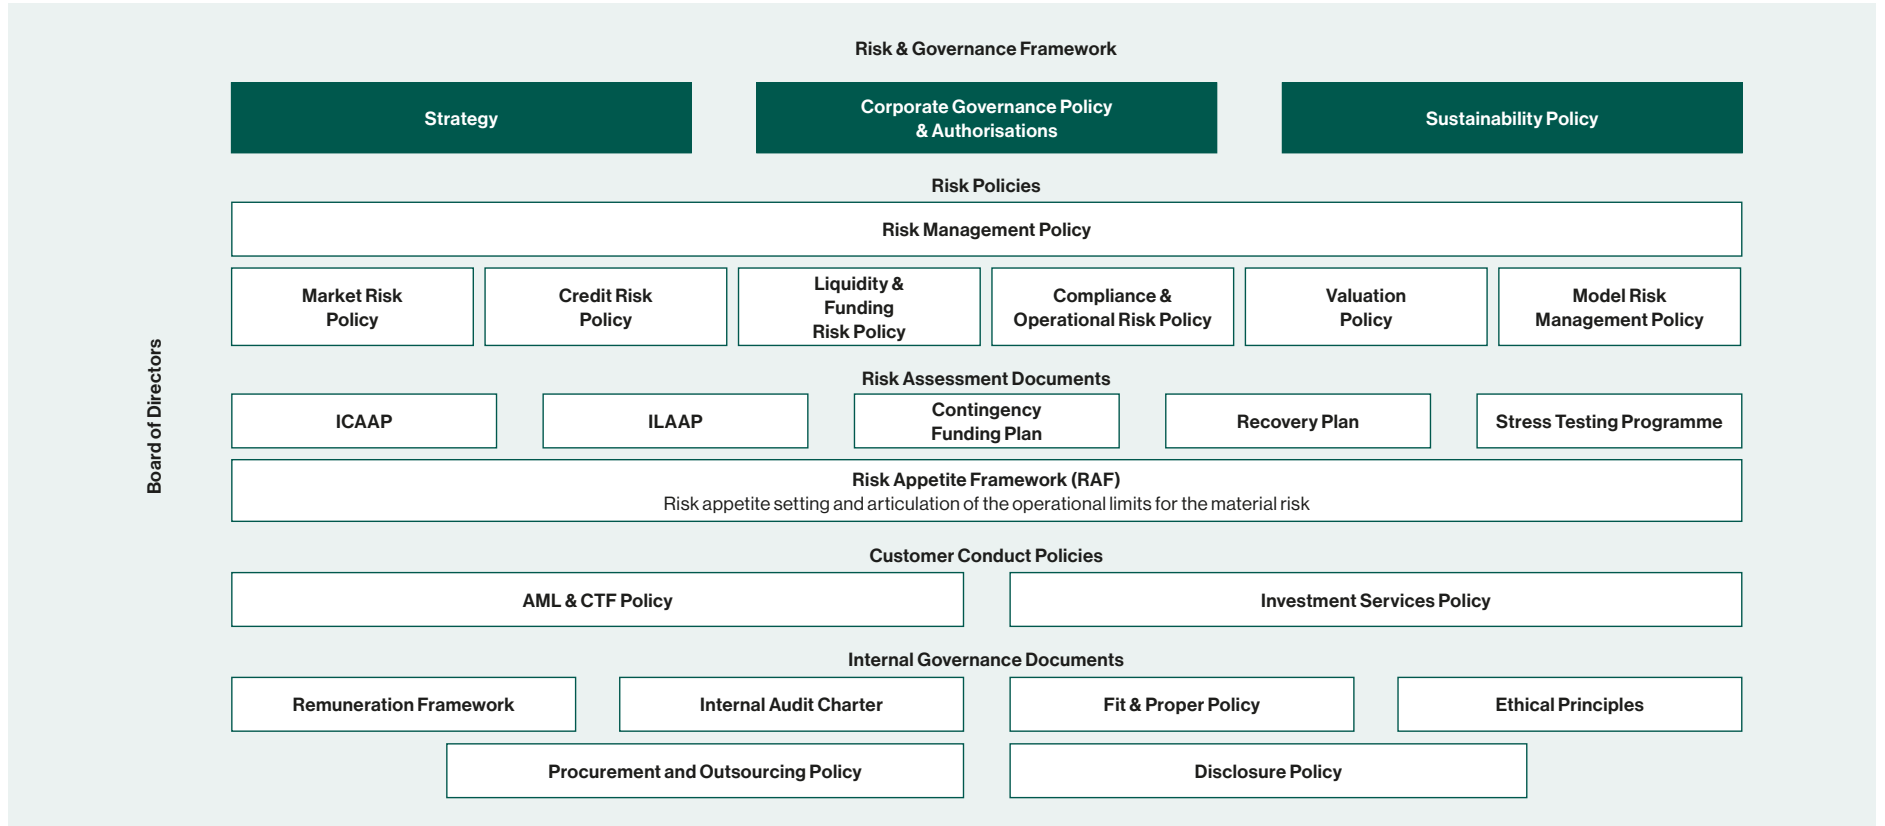 Risk & Governance Framework
Strategy
Corporate Governance Policy
& Authorisations
Sustainability Policy
Risk Policies
Risk Management Policy
Market Risk
Policy
Credit Risk
Policy
Liquidity &
Funding
Risk Policy
Compliance &
Operational Risk Policy
Valuation
Policy
Model Risk
Management Policy
Board of Directors
Risk Assessment Documents
ICAAP
ILAAP
Contingency
Funding Plan
Recovery Plan
Stress Testing Programme
Risk Appetite Framework (RAF)
Risk appetite setting and articulation of the operational limits for the material risk
Customer Conduct Policies
AML & CTF Policy
Investment Services Policy
Internal Governance Documents
Remuneration Framework
Internal Audit Charter
Fit & Proper Policy
Ethical Principles
Procurement and Outsourcing Policy
Disclosure Policy